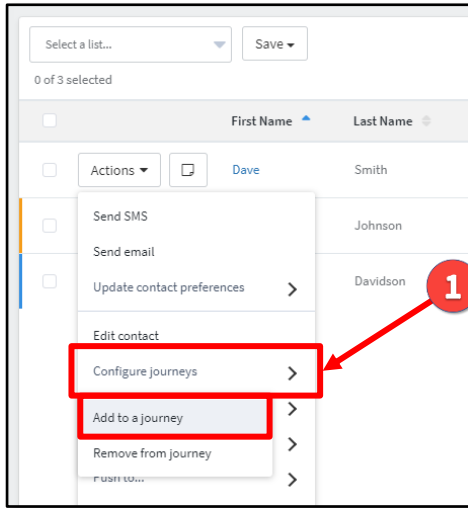 Select a list...
Save
0 of 3 selected
First Name
Last Name
Actions
Dave
Smith
Send SMS
Johnson
Send email
Update contact preferences
Davidson
1
Edit contact
Configure journeys
Add to a journey
Remove from journey
Push to...